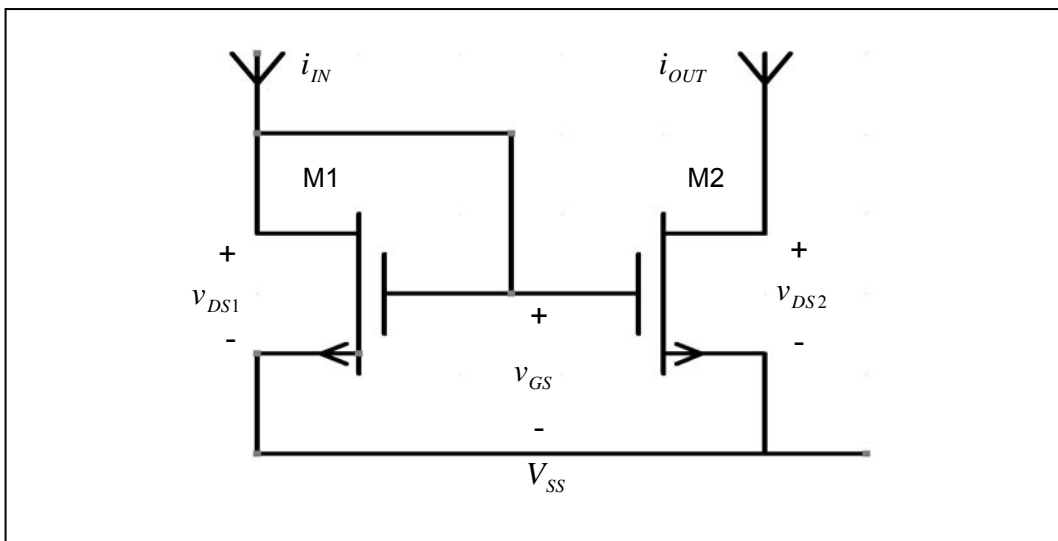 i_IN
i_OUT
M1
M2
+
v_DS1
-
+
v_GS
-
V_SS
+
v_DS2
-